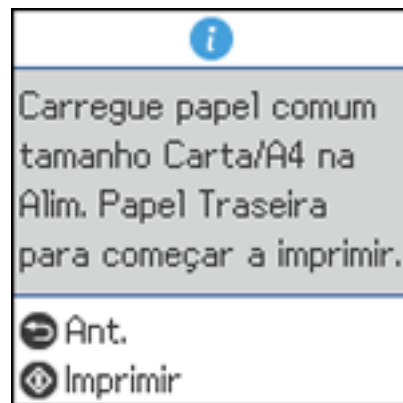 Carregue papel comum
tamanho Carta/A4 na
Alim. Papel Traseira
para começar a imprimir.
Ant.
Imprimir